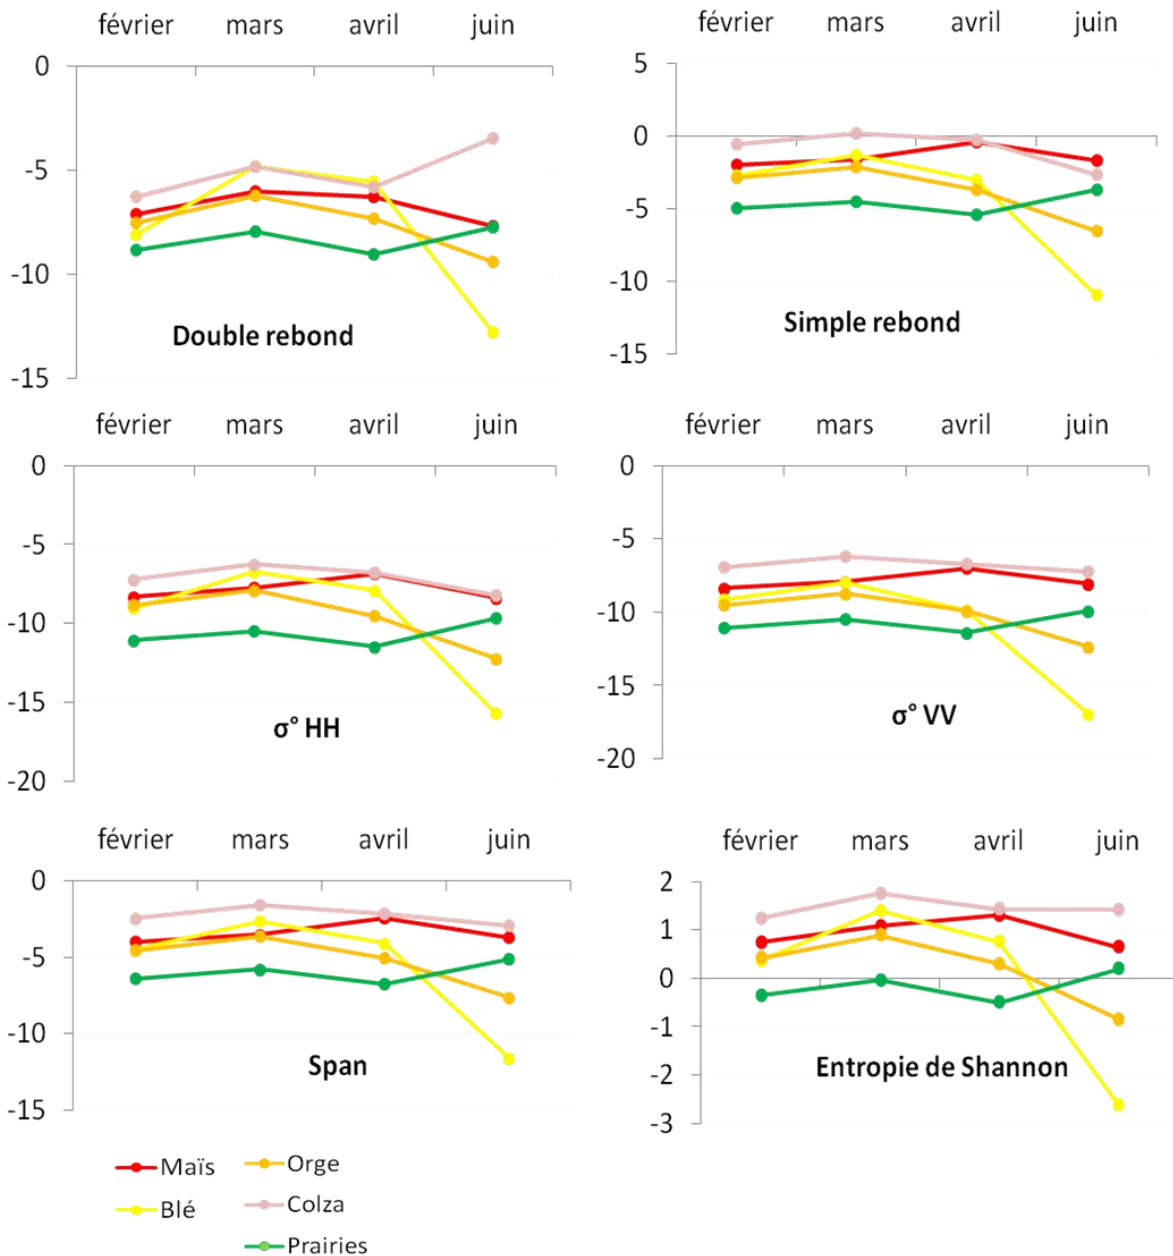 février mars avril juin
0
-5
-10
-15
Double rebond
février mars avril juin
5
0
-5
-10
-15
Simple rebond
février mars avril juin
0
-5
-10
-15
-20
σ° HH
février mars avril juin
0
-5
-10
-15
-20
σ° VV
février mars avril juin
0
-5
-10
-15
Span
février mars avril juin
2
1
0
-1
-2
-3
Entropie de Shannon
Maïs Orge
Blé Colza
Prairies